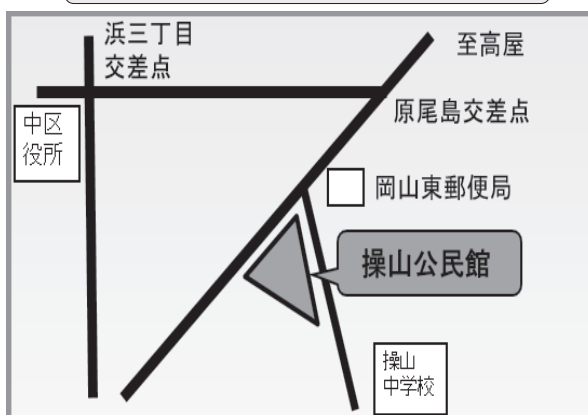 浜三丁目
交差点
至高屋
中区
役所
原尾島交差点
岡山東郵便局
操山公民館
操山
中学校